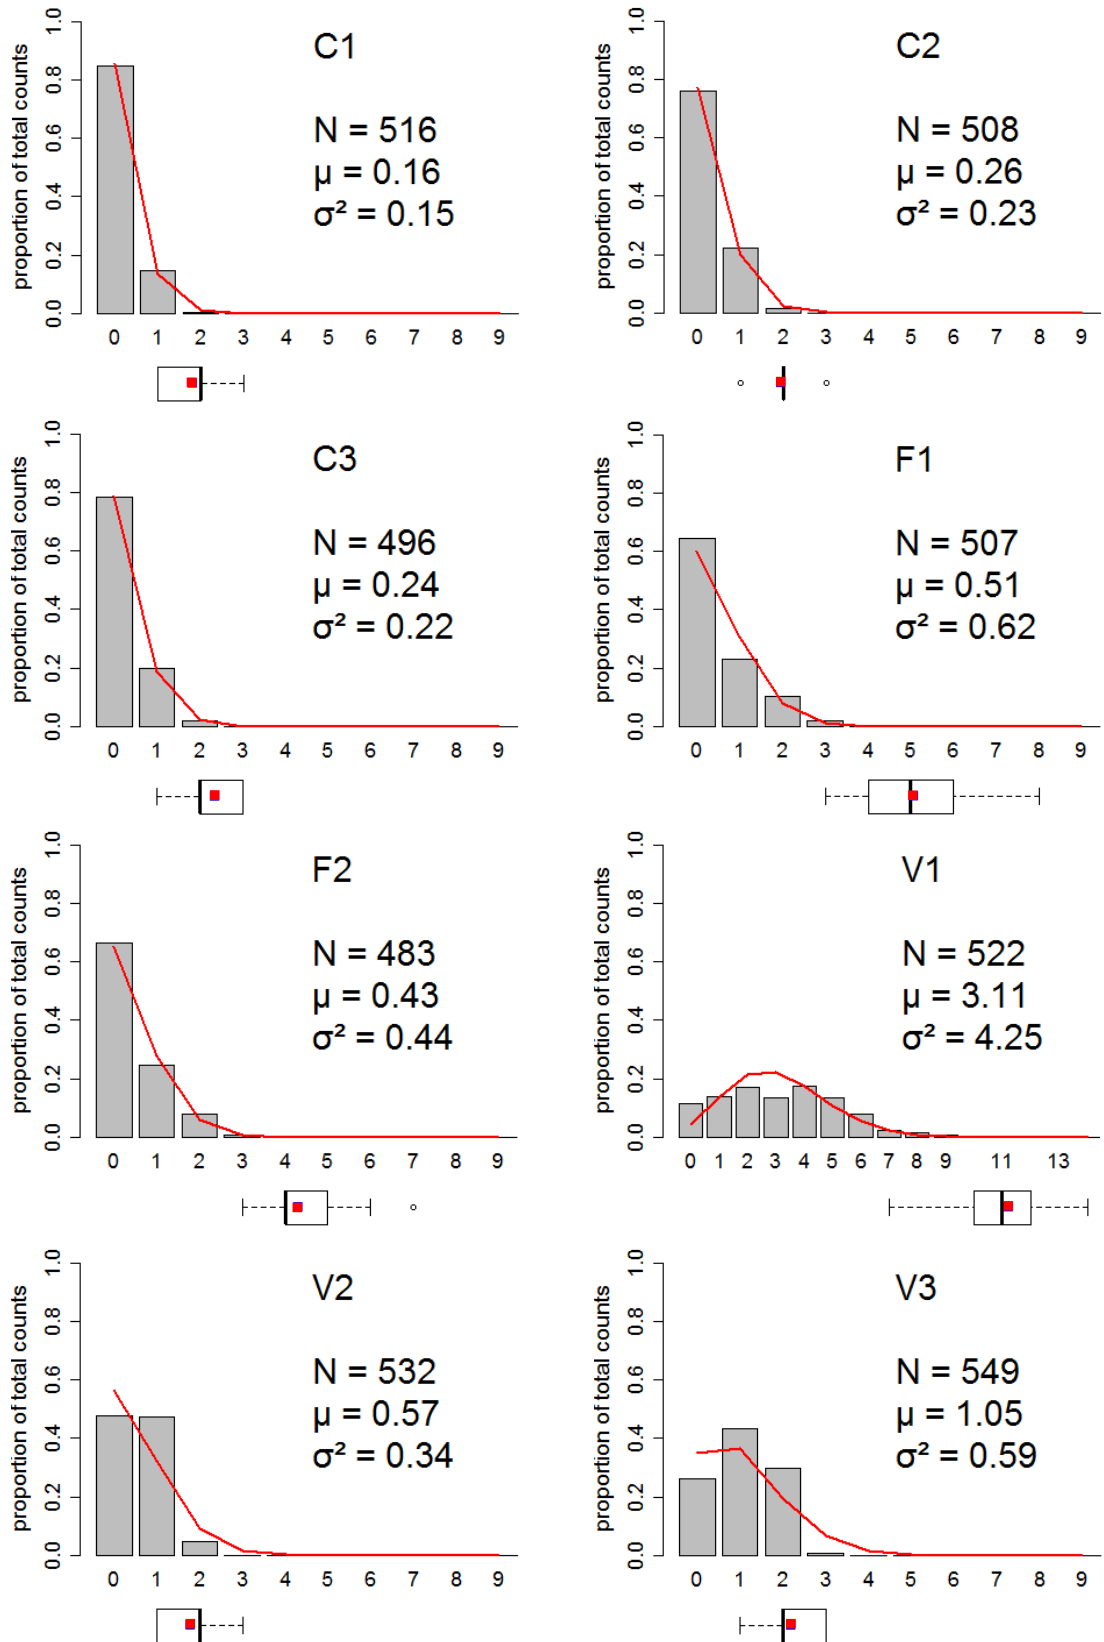 C1
N = 516
μ = 0.16
σ² = 0.15
proportion of total counts
0.0 0.2 0.4 0.6 0.8 1.0
0 1 2 3 4 5 6 7 8 9
C2
N = 508
μ = 0.26
σ² = 0.23
proportion of total counts
0.0 0.2 0.4 0.6 0.8 1.0
0 1 2 3 4 5 6 7 8 9
C3
N = 496
μ = 0.24
σ² = 0.22
proportion of total counts
0.0 0.2 0.4 0.6 0.8 1.0
0 1 2 3 4 5 6 7 8 9
F1
N = 507
μ = 0.51
σ² = 0.62
proportion of total counts
0.0 0.2 0.4 0.6 0.8 1.0
0 1 2 3 4 5 6 7 8 9
F2
N = 483
μ = 0.43
σ² = 0.44
proportion of total counts
0.0 0.2 0.4 0.6 0.8 1.0
0 1 2 3 4 5 6 7 8 9
V1
N = 522
μ = 3.11
σ² = 4.25
proportion of total counts
0.0 0.2 0.4 0.6 0.8 1.0
0 1 2 3 4 5 6 7 8 9 11 13
V2
N = 532
μ = 0.57
σ² = 0.34
proportion of total counts
0.0 0.2 0.4 0.6 0.8 1.0
0 1 2 3 4 5 6 7 8 9
V3
N = 549
μ = 1.05
σ² = 0.59
proportion of total counts
0.0 0.2 0.4 0.6 0.8 1.0
0 1 2 3 4 5 6 7 8 9